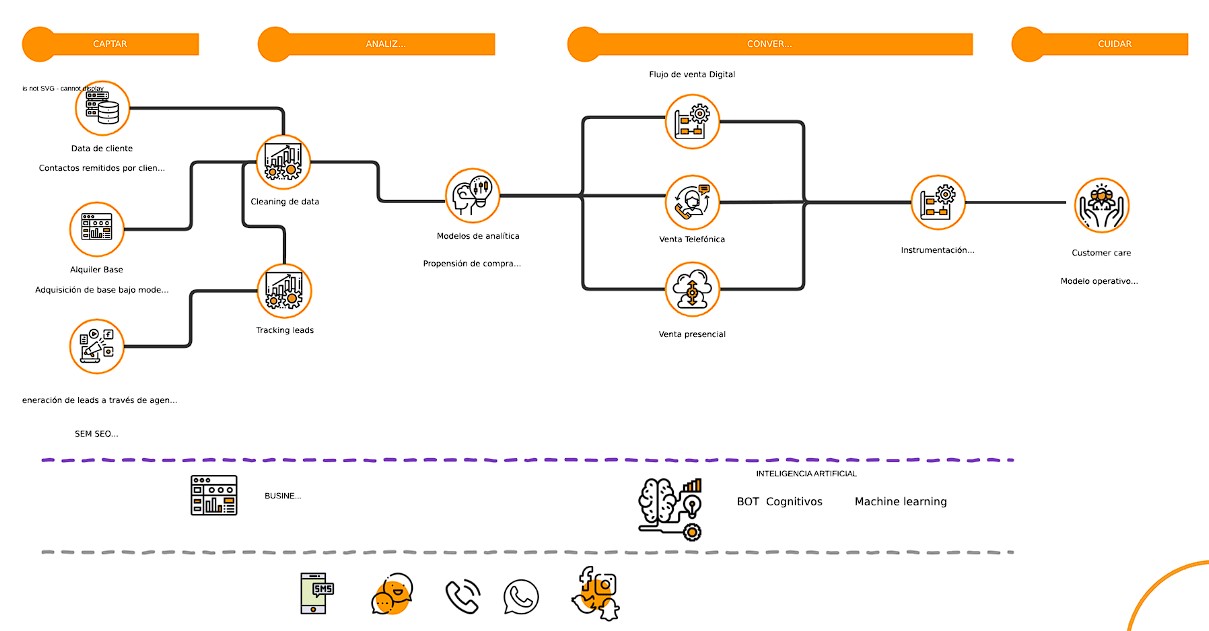 CAPTAR
ANALIZ...
CONVER...
CUIDAR
Flujo de venta Digital
is not SVG - cannot display
Data de cliente
Contactos remitidos por clien...
Cleaning de data
Modelos de analítica
Propensión de compra...
Venta Telefónica
Instrumentación...
Customer care
Modelo operativo...
Alquiler Base
Adquisición de base bajo mode...
Tracking leads
Venta presencial
eneración de leads a través de agen...
SEM SEO...
BUSINE...
INTELIGENCIA ARTIFICIAL
BOT Cognitivos
Machine learning
SMS